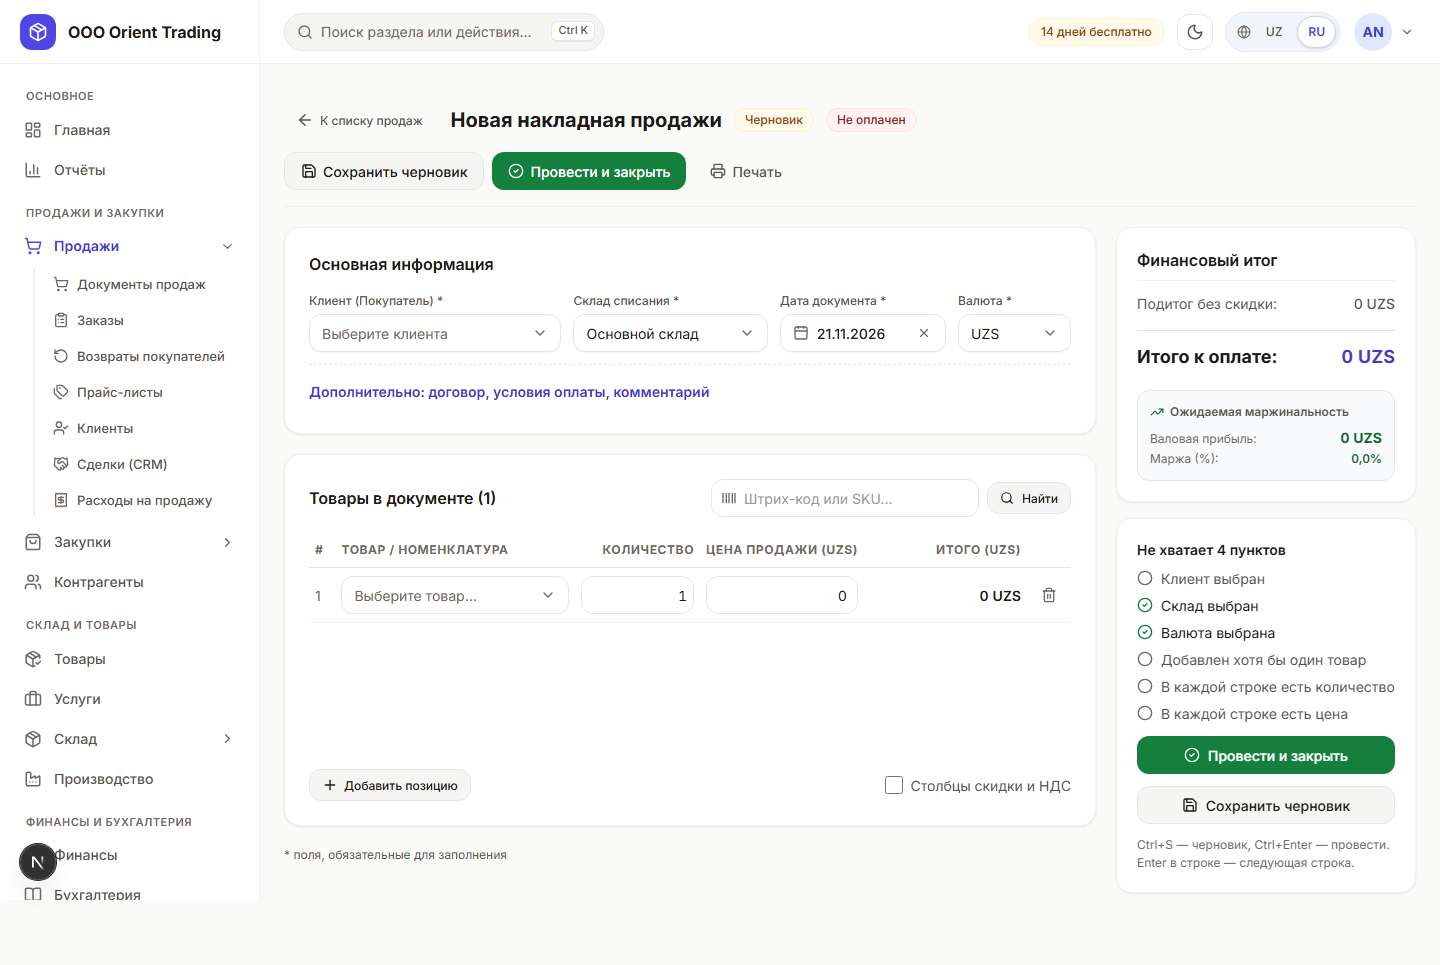 OOO Orient Trading
Поиск раздела или действия...
Ctrl K
14 дней бесплатно
UZ
RU
AN
ОСНОВНОЕ
Главная
Отчёты
ПРОДАЖИ И ЗАКУПКИ
Продажи
Документы продаж
Заказы
Возвраты покупателей
Прайс-листы
Клиенты
Сделки (CRM)
Расходы на продажу
Закупки
Контрагенты
СКЛАД И ТОВАРЫ
Товары
Услуги
Склад
Производство
ФИНАНСЫ И БУХГАЛТЕРИЯ
Финансы
Бухгалтерия
N
К списку продаж
Новая накладная продажи
Черновик
Не оплачен
Сохранить черновик
Провести и закрыть
Печать
Основная информация
Клиент (Покупатель) *
Склад списания *
Дата документа *
Валюта *
Выберите клиента
Основной склад
21.11.2026
UZS
Дополнительно: договор, условия оплаты, комментарий
Товары в документе (1)
Штрих-код или SKU...
Найти
# ТОВАР / НОМЕНКЛАТУРА КОЛИЧЕСТВО ЦЕНА ПРОДАЖИ (UZS) ИТОГО (UZS)
1 Выберите товар... 1 0 0 UZS
Добавить позицию
Столбцы скидки и НДС
* поля, обязательные для заполнения
Финансовый итог
Подитог без скидки: 0 UZS
Итого к оплате: 0 UZS
Ожидаемая маржинальность
Валовая прибыль: 0 UZS
Маржа (%): 0,0%
Не хватает 4 пунктов
Клиент выбран
Склад выбран
Валюта выбрана
Добавлен хотя бы один товар
В каждой строке есть количество
В каждой строке есть цена
Провести и закрыть
Сохранить черновик
Ctrl+S — черновик, Ctrl+Enter — провести.
Enter в строке — следующая строка.